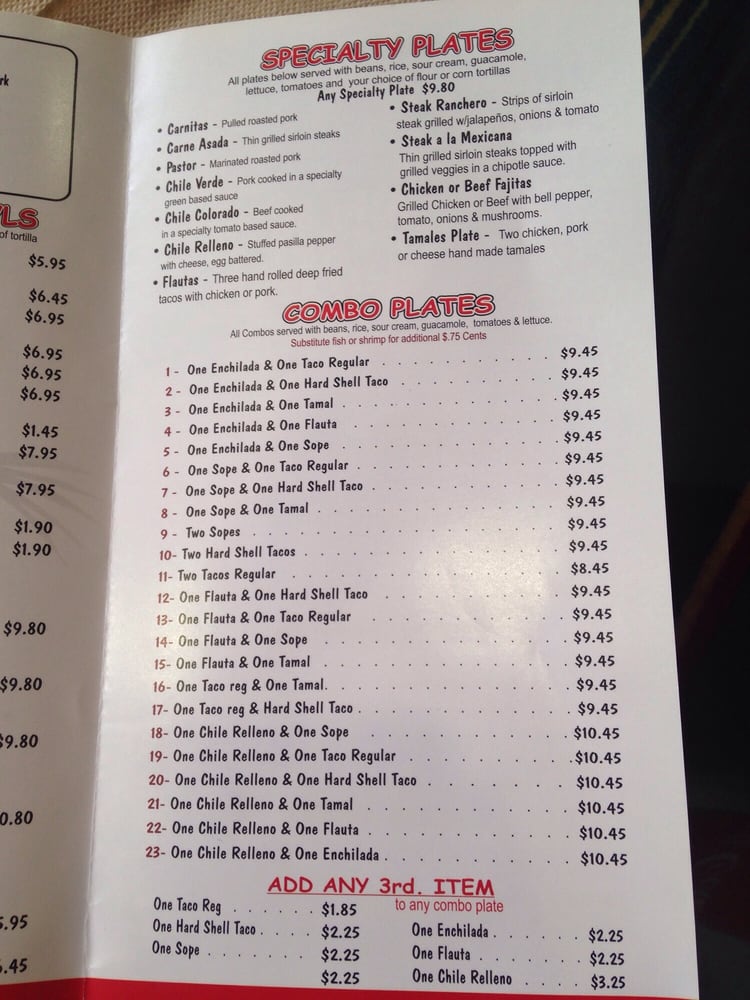 rk
LS
of tortilla
$5.95
$6.45
$6.95
$6.95
$6.95
$6.95
$1.45
$7.95
$7.95
$1.90
$1.90
$9.80
$9.80
$9.80
0.80
.95
.45
SPECIALTY PLATES
All plates below served with beans, rice, sour cream, guacamole,
lettuce, tomatoes and your choice of flour or corn tortillas
Any Specialty Plate $9.80
• Carnitas - Pulled roasted pork
• Carne Asada - Thin grilled sirloin steaks
• Pastor - Marinated roasted pork
• Chile Verde - Pork cooked in a specialty
green based sauce
• Chile Colorado - Beef cooked
in a specialty tomato based sauce.
• Chile Relleno - Stuffed pasilla pepper
with cheese, egg battered.
• Flautas - Three hand rolled deep fried
tacos with chicken or pork.
• Steak Ranchero - Strips of sirloin
steak grilled w/jalapeños, onions & tomato
• Steak a la Mexicana
Thin grilled sirloin steaks topped with
grilled veggies in a chipotle sauce.
• Chicken or Beef Fajitas
Grilled Chicken or Beef with bell pepper,
tomato, onions & mushrooms.
• Tamales Plate - Two chicken, pork
or cheese hand made tamales
COMBO PLATES
All Combos served with beans, rice, sour cream, guacamole, tomatoes & lettuce.
Substitute fish or shrimp for additional $.75 Cents
1 - One Enchilada & One Taco Regular $9.45
2 - One Enchilada & One Hard Shell Taco $9.45
3 - One Enchilada & One Tamal $9.45
4 - One Enchilada & One Flauta $9.45
5 - One Enchilada & One Sope $9.45
6 - One Sope & One Taco Regular $9.45
7 - One Sope & One Hard Shell Taco $9.45
8 - One Sope & One Tamal $9.45
9 - Two Sopes $9.45
10- Two Hard Shell Tacos $9.45
11- Two Tacos Regular $8.45
12- One Flauta & One Hard Shell Taco $9.45
13- One Flauta & One Taco Regular $9.45
14- One Flauta & One Sope $9.45
15- One Flauta & One Tamal $9.45
16- One Taco reg & One Tamal. $9.45
17- One Taco reg & Hard Shell Taco $9.45
18- One Chile Relleno & One Sope $10.45
19- One Chile Relleno & One Taco Regular $10.45
20- One Chile Relleno & One Hard Shell Taco $10.45
21- One Chile Relleno & One Tamal $10.45
22- One Chile Relleno & One Flauta $10.45
23- One Chile Relleno & One Enchilada $10.45
ADD ANY 3rd. ITEM
to any combo plate
One Taco Reg $1.85
One Hard Shell Taco $2.25
One Sope $2.25
$2.25
One Enchilada $2.25
One Flauta $2.25
One Chile Relleno $3.25